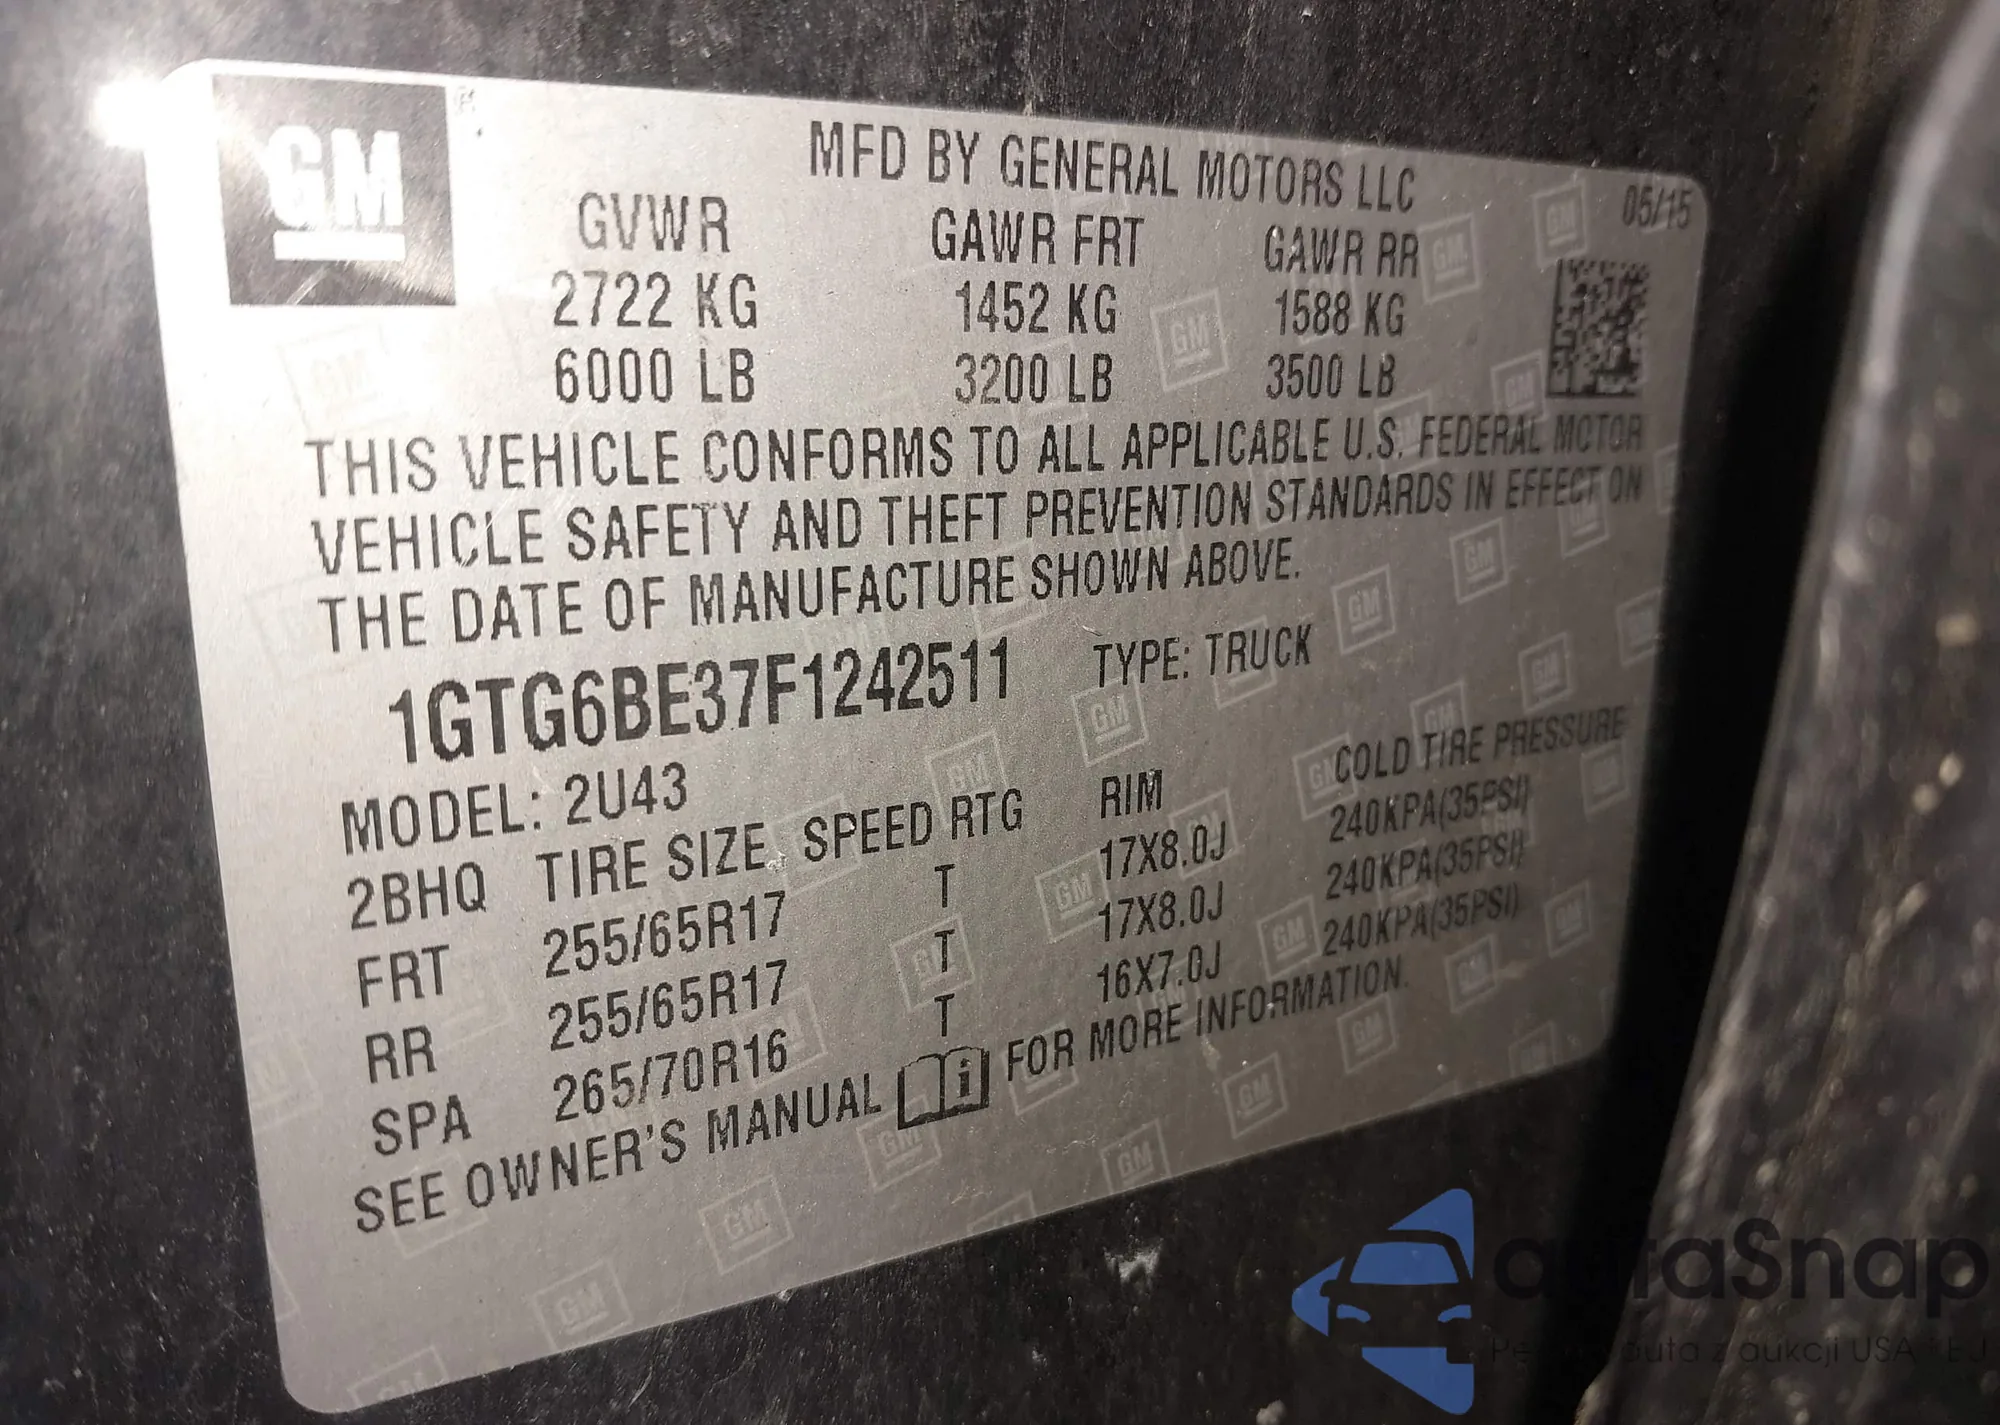 GM
MFD BY GENERAL MOTORS LLC
05/15
GVWR GAWR FRT GAWR RR
2722 KG 1452 KG 1588 KG
6000 LB 3200 LB 3500 LB
THIS VEHICLE CONFORMS TO ALL APPLICABLE U.S. FEDERAL MOTOR
VEHICLE SAFETY AND THEFT PREVENTION STANDARDS IN EFFECT ON
THE DATE OF MANUFACTURE SHOWN ABOVE.
1GTG6BE37F1242511 TYPE: TRUCK
MODEL: 2U43
2BHQ TIRE SIZE SPEED RTG RIM COLD TIRE PRESSURE
FRT 255/65R17 T 17X8.0J 240KPA(35PSI)
RR 255/65R17 T 17X8.0J 240KPA(35PSI)
SPA 265/70R16 T 16X7.0J 240KPA(35PSI)
SEE OWNER'S MANUAL i FOR MORE INFORMATION.
autoSnap
auta z aukcji USA